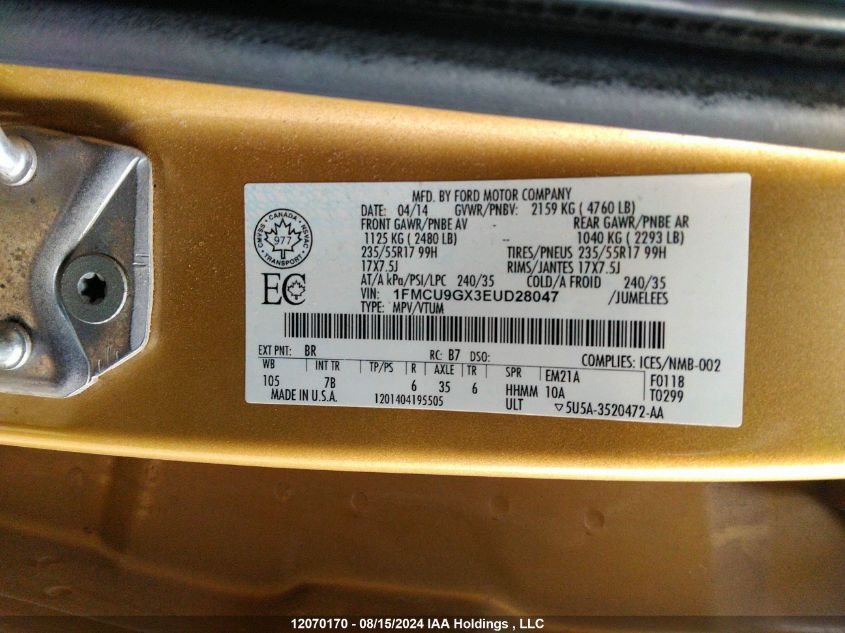 MFD. BY FORD MOTOR COMPANY
DATE: 04/14 GVWR/PNBV: 2159 KG ( 4760 LB)
FRONT GAWR/PNBE AV REAR GAWR/PNBE AR
1125 KG ( 2480 LB) -- 1040 KG ( 2293 LB)
235/55R17 99H TIRES/PNEUS 235/55R17 99H
17X7.5J RIMS/JANTES 17X7.5J
AT/A kPa/PSI/LPC 240/35 COLD/A FROID 240/35
VIN: 1FMCU9GX3EUD28047 /JUMELEES
TYPE: MPV/VTUM
CANADA
CMVSS NSVAC
977
TRANSPORT
EC
EXT PNT: BR RC: B7 DSO: COMPLIES: ICES/NMB-002
WB INT TR TP/PS R AXLE TR SPR EM21A F0118
105 7B 6 35 6 HHMM 10A T0299
MADE IN U.S.A. 1201404195505 ULT ▽5U5A-3520472-AA
12070170 - 08/15/2024 IAA Holdings , LLC